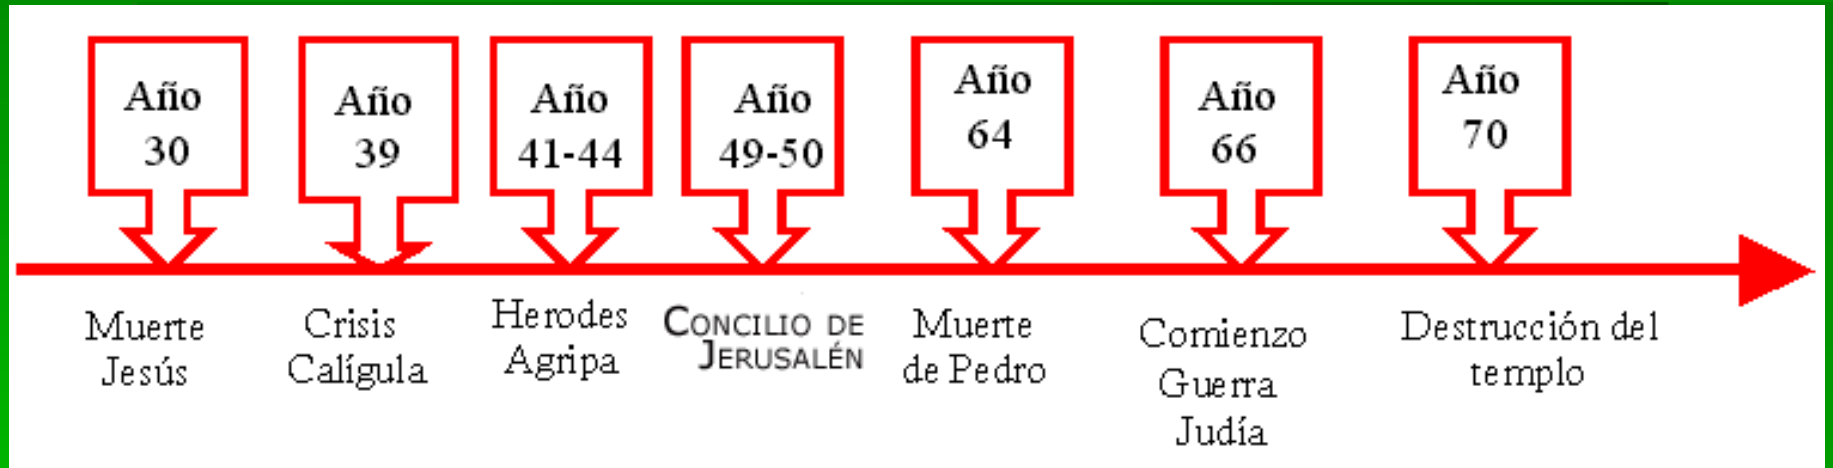 Año
30
Año
39
Año
41-44
Año
49-50
Año
64
Año
66
Año
70
Muerte
Jesús
Crisis
Calígula
Herodes
Agripa
CONCILIO DE
JERUSALÉN
Muerte
de Pedro
Comienzo
Guerra
Judía
Destrucción del
templo